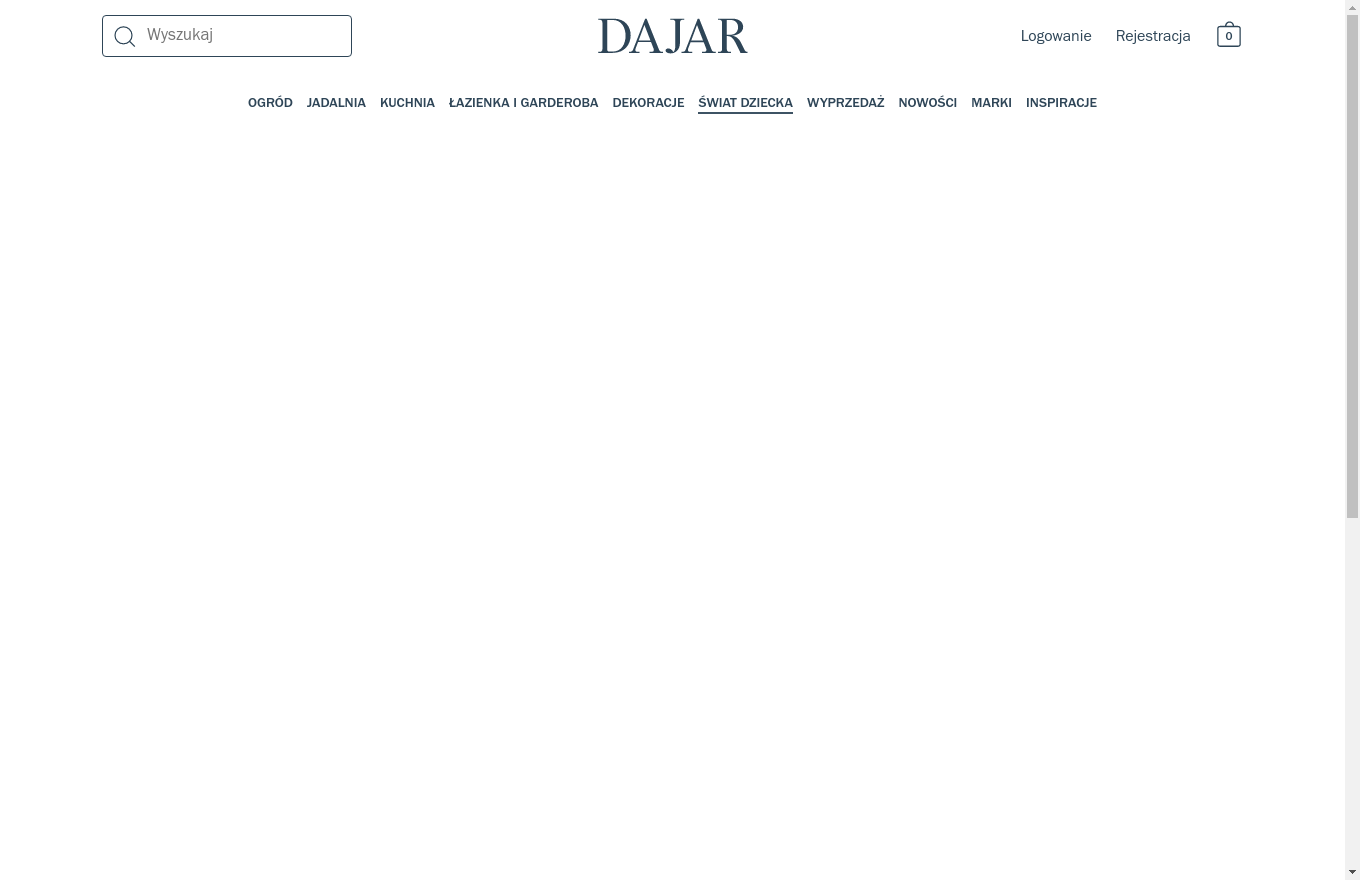 Wyszukaj
DAJAR
Logowanie Rejestracja 0
OGRÓD JADALNIA KUCHNIA ŁAZIENKA I GARDEROBA DEKORACJE ŚWIAT DZIECKA WYPRZEDAŻ NOWOŚCI MARKI INSPIRACJE